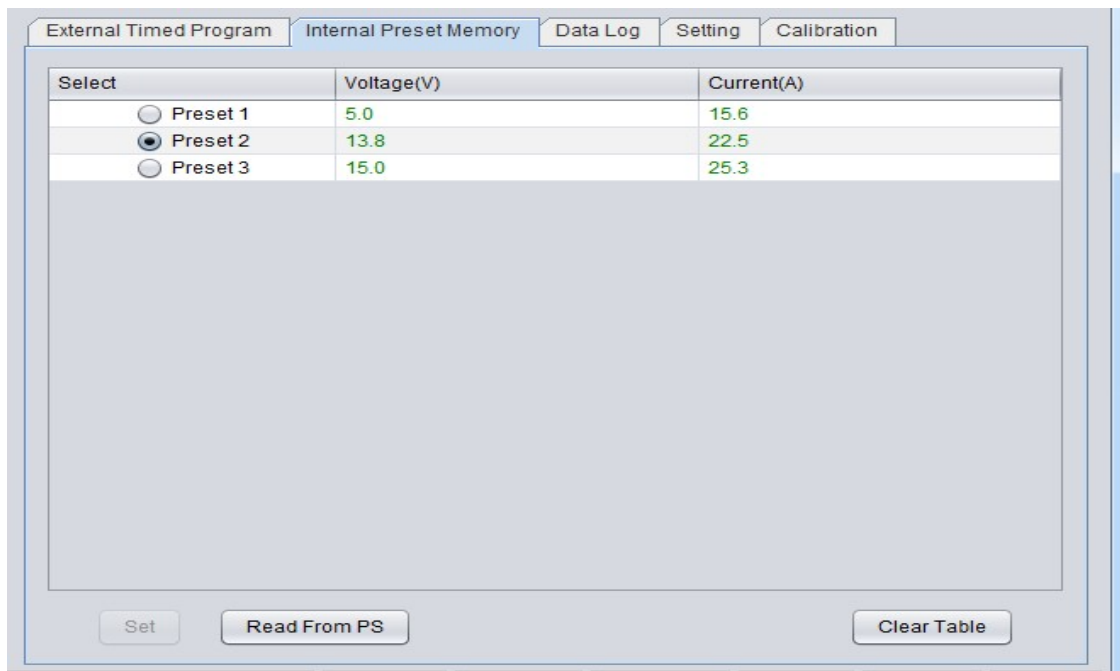 External Timed Program Internal Preset Memory Data Log Setting Calibration
Select Voltage(V) Current(A)
Preset 1 5.0 15.6
Preset 2 13.8 22.5
Preset 3 15.0 25.3
Set Read From PS Clear Table